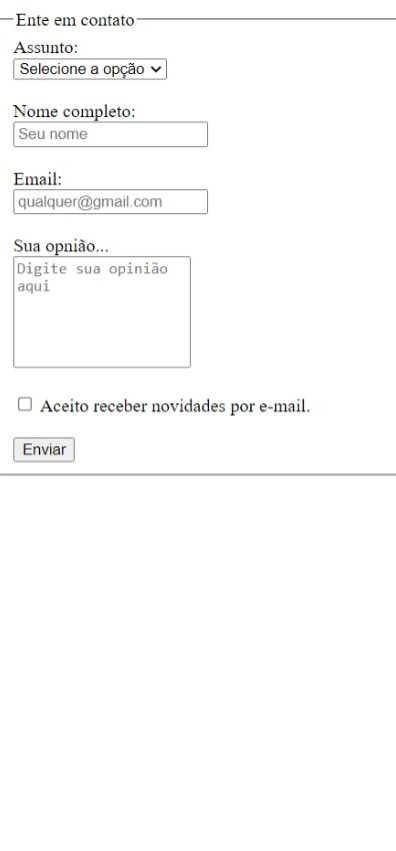 Ente em contato
Assunto:
Selecione a opção
Nome completo:
Seu nome
Email:
qualquer@gmail.com
Sua opnião...
Digite sua opinião
aqui
Aceito receber novidades por e-mail.
Enviar